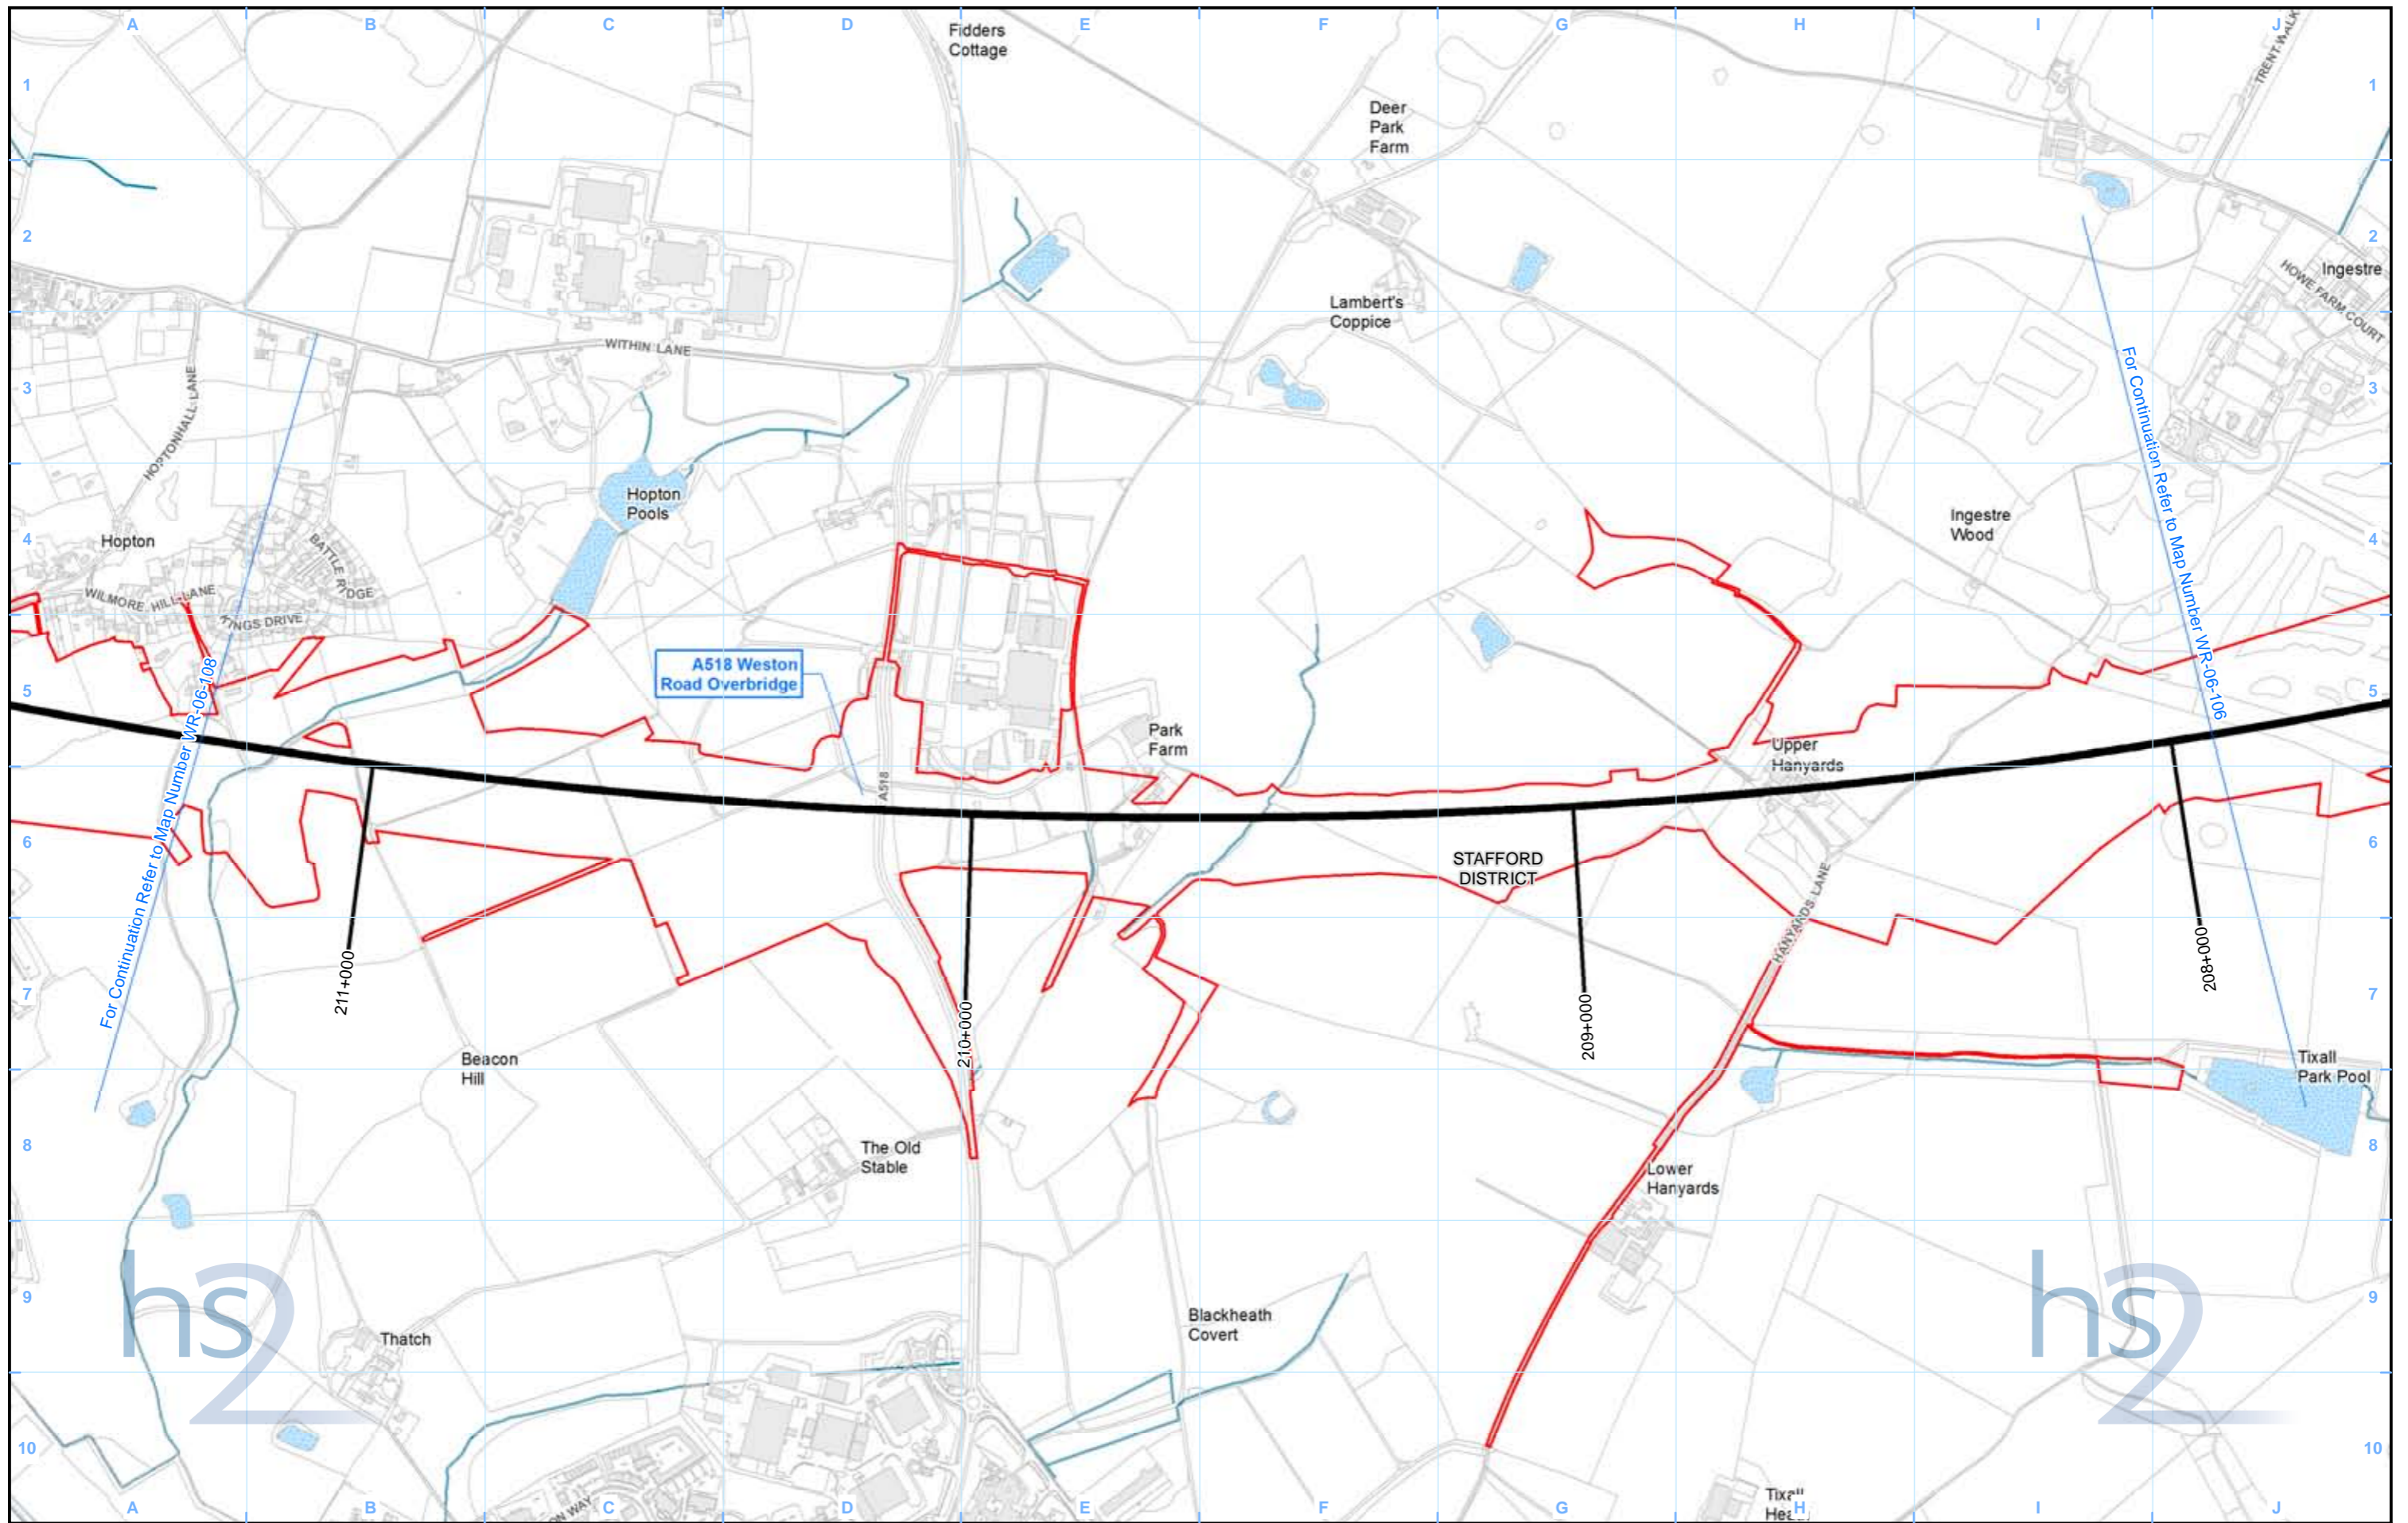 A B C D E F G H I J
Fidders
Cottage
TRENT WALK
1 1
Deer
Park
Farm
2 2
Ingestre
HOWE FARM COURT
Lambert's
Coppice
WITHIN LANE
HOPTONHALL LANE
3 3
For Continuation Refer to Map Number WR-06-106
Hopton
Pools
Hopton
BATTLE RIDGE
Ingestre
Wood
4 4
WILMORE HILL LANE
KINGS DRIVE
A518 Weston
Road Overbridge
5 5
Park
Farm
Upper
Hanyards
A518
For Continuation Refer to Map Number WR-06-108
6 6
STAFFORD
DISTRICT
HANYARDS LANE
211+000
210+000
209+000
208+000
7 7
Beacon
Hill
Tixall
Park Pool
The Old
Stable
8 8
Lower
Hanyards
hs2
hs2
9 9
Blackheath
Covert
Thatch
10 10
WAY
Tixall
A B C D E F G H I J